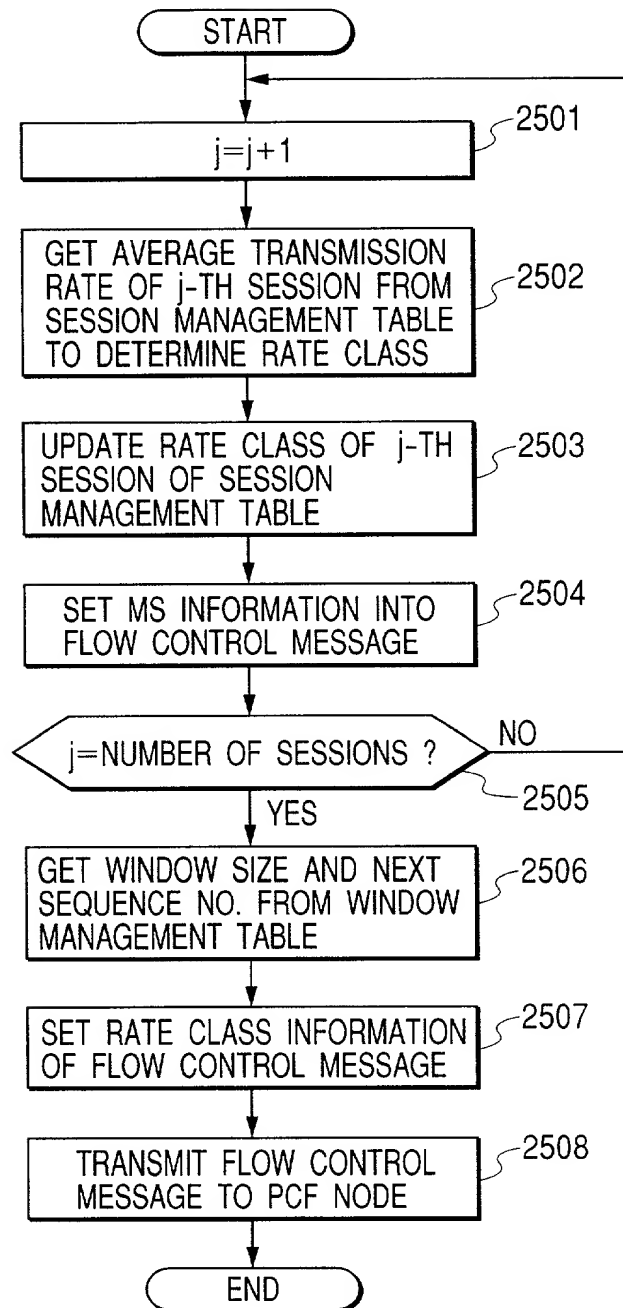 START
2501
j=j+1
GET AVERAGE TRANSMISSION
RATE OF j-TH SESSION FROM
SESSION MANAGEMENT TABLE
TO DETERMINE RATE CLASS
2502
UPDATE RATE CLASS OF j-TH
SESSION OF SESSION
MANAGEMENT TABLE
2503
SET MS INFORMATION INTO
FLOW CONTROL MESSAGE
2504
j=NUMBER OF SESSIONS ?
NO
2505
YES
GET WINDOW SIZE AND NEXT
SEQUENCE NO. FROM WINDOW
MANAGEMENT TABLE
2506
SET RATE CLASS INFORMATION
OF FLOW CONTROL MESSAGE
2507
TRANSMIT FLOW CONTROL
MESSAGE TO PCF NODE
2508
END